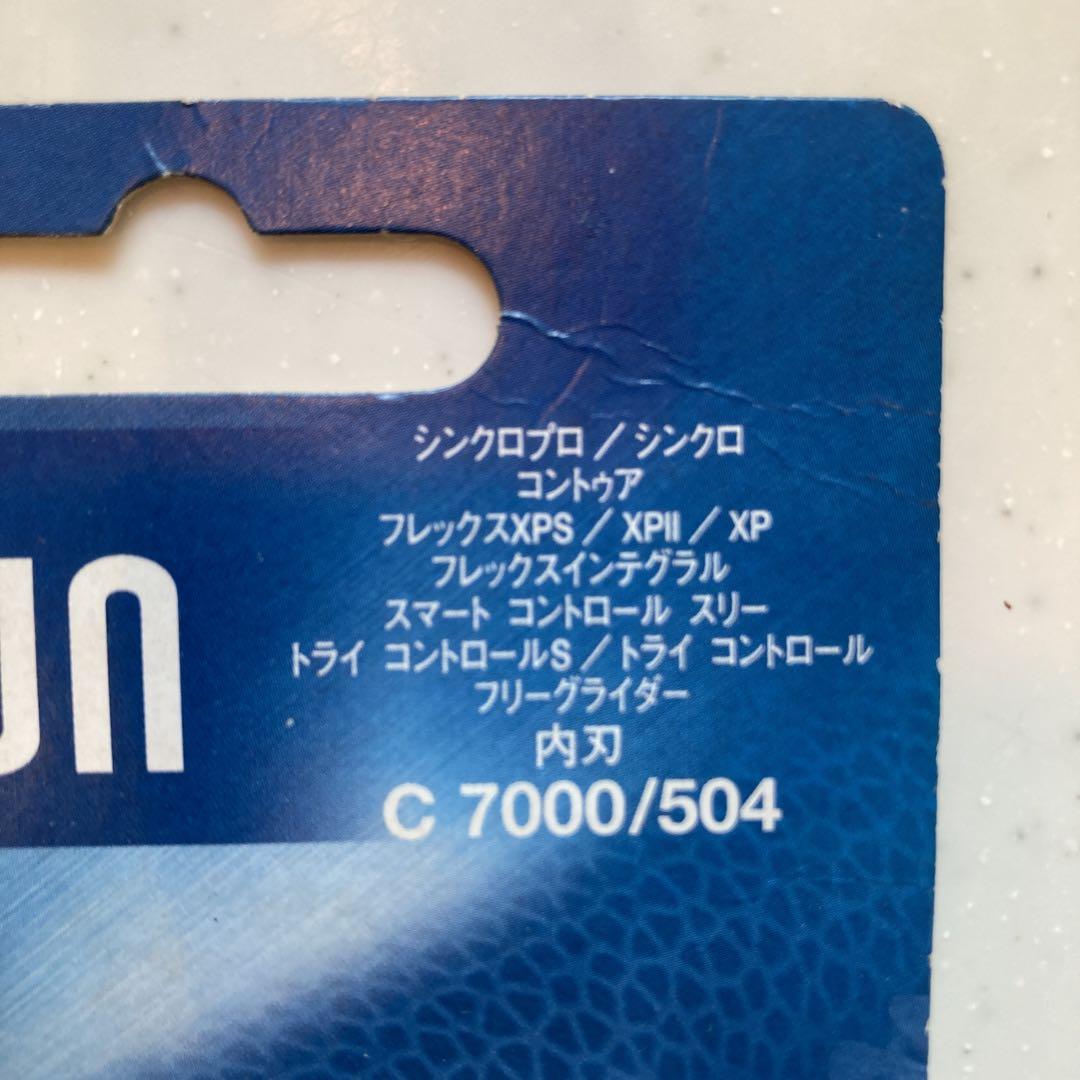 シンクロプロ / シンクロ
コントゥア
フレックスXPS / XPII / XP
フレックスインテグラル
スマート コントロール スリー
トライ コントロールS / トライ コントロール
フリーグライダー
内刃
C 7000/504